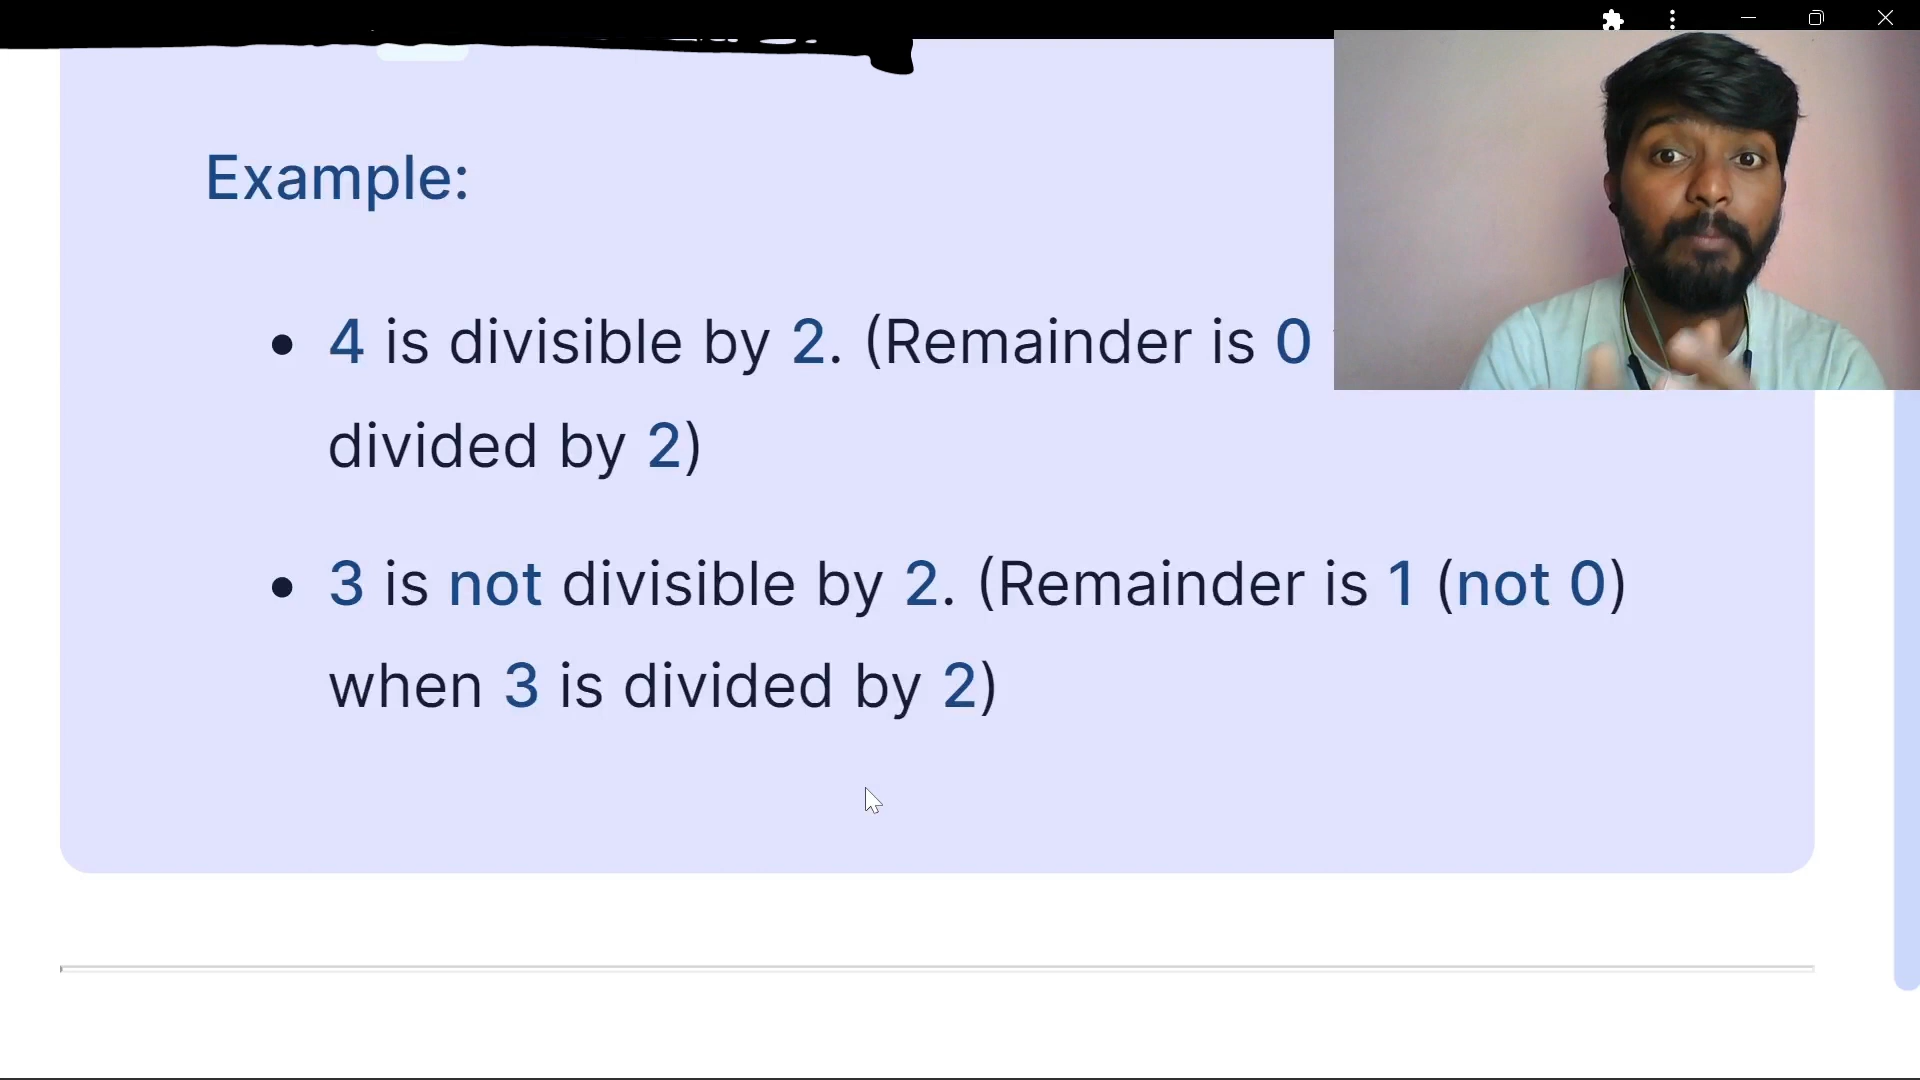 Example:
• 4 is divisible by 2. (Remainder is 0
divided by 2)
• 3 is not divisible by 2. (Remainder is 1 (not 0)
when 3 is divided by 2)